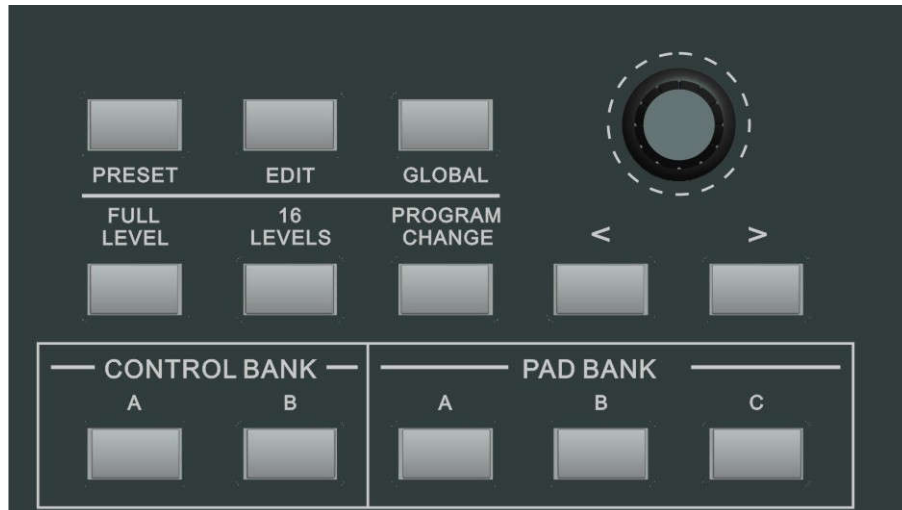 PRESET EDIT GLOBAL
FULL LEVEL 16 LEVELS PROGRAM CHANGE < >
CONTROL BANK PAD BANK
A B A B C